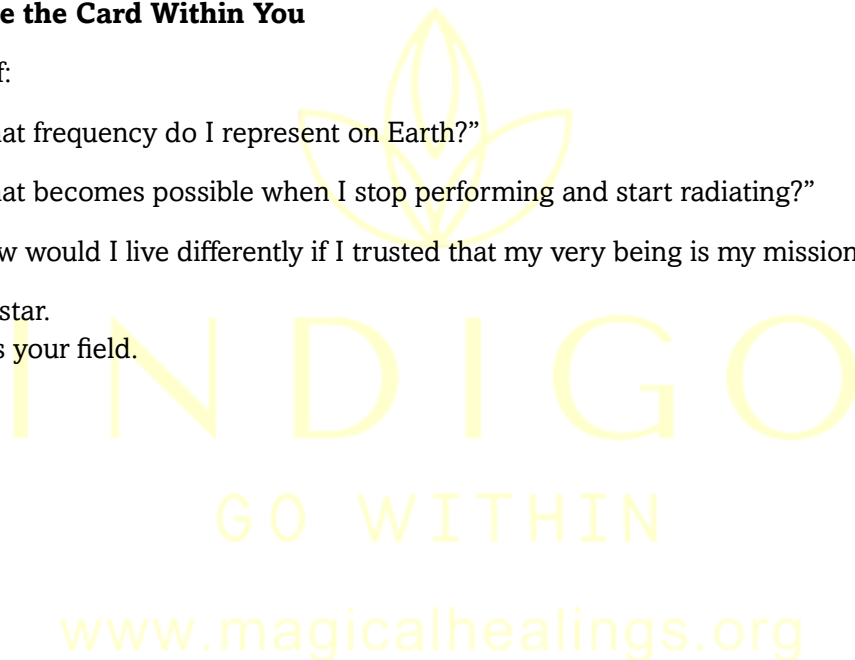 e the Card Within You
f:
at frequency do I represent on Earth?”
at becomes possible when I stop performing and start radiating?”
w would I live differently if I trusted that my very being is my mission
star.
s your field.
INDIGO
GO WITHIN
www.magicalhealings.org